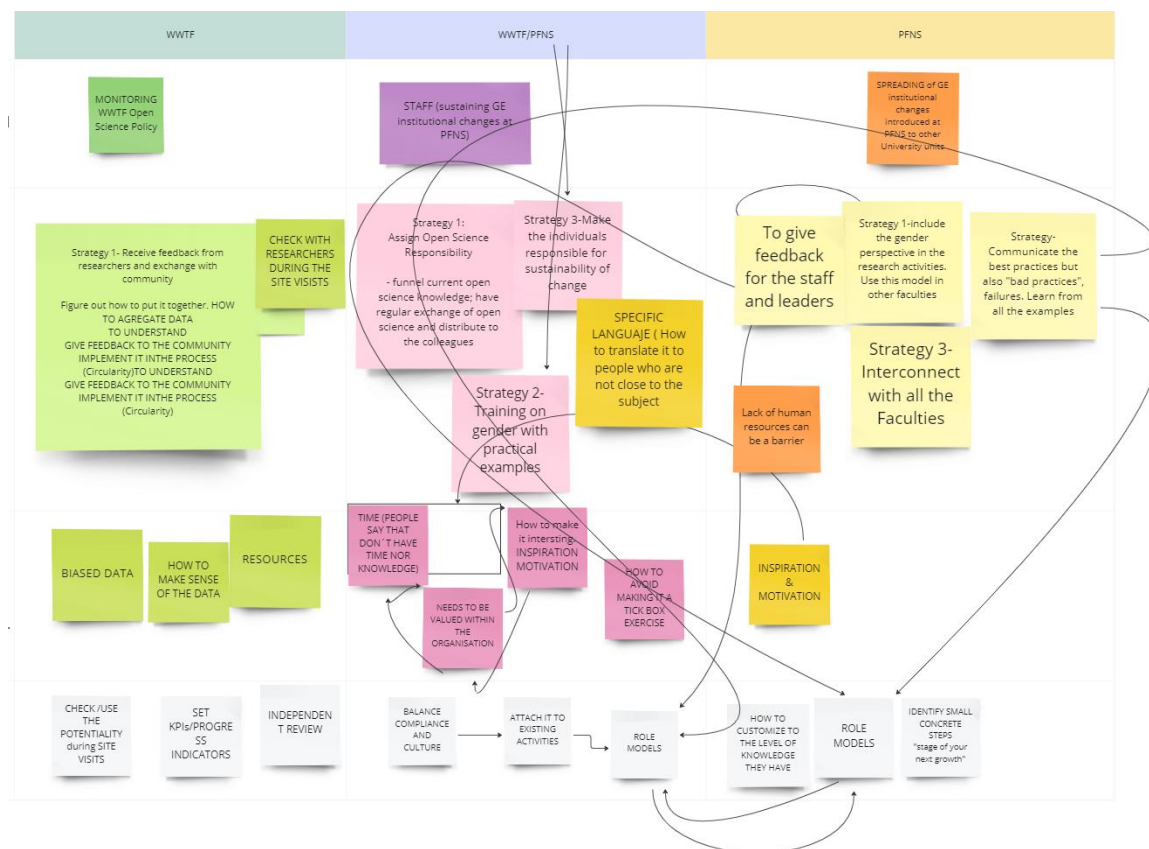 WWTF
WWTF/PFNS
PFNS
MONITORING
WWTF Open
Science Policy
STAFF (sustaining GE
institutional changes at
PFNS)
SPREADING of GE
institutional
changes
introduced at
PFNS to other
University units
Strategy 1- Receive feedback from
researchers and exchange with
community
Figure out how to put it together. HOW
TO AGREGATE DATA
TO UNDERSTAND
GIVE FEEDBACK TO THE COMMUNITY
IMPLEMENT IT INTHE PROCESS
(Circularity)TO UNDERSTAND
GIVE FEEDBACK TO THE COMMUNITY
IMPLEMENT IT INTHE PROCESS
(Circularity)
CHECK WITH
RESEARCHERS
DURING THE
SITE VISISTS
Strategy 1:
Assign Open Science
Responsibility
- funnel current open
science knowledge; have
regular exchange of open
science and distribute to
the colleagues
Strategy 3-Make
the individuals
responsible for
sustainability of
change
SPECIFIC
LANGUAJE ( How
to translate it to
people who are
not close to the
subject
Strategy 2-
Training on
gender with
practical
examples
To give
feedback
for the staff
and leaders
Strategy 1-include
the gender
perspective in the
research activities.
Use this model in
other faculties
Strategy-
Communicate the
best practices but
also "bad practices",
failures. Learn from
all the examples
Strategy 3-
Interconnect
with all the
Faculties
Lack of human
resources can
be a barrier
BIASED DATA
HOW TO
MAKE SENSE
OF THE DATA
RESOURCES
TIME (PEOPLE
SAY THAT
DON´T HAVE
TIME NOR
KNOWLEDGE)
NEEDS TO BE
VALUED WITHIN
THE
ORGANISATION
How to make
it intersting-
INSPIRATION
MOTIVATION
HOW TO
AVOID
MAKING IT A
TICK BOX
EXERCISE
INSPIRATION
&
MOTIVATION
CHECK /USE
THE
POTENTIALITY
during SITE
VISITS
SET
KPIs/PROGRE
SS
INDICATORS
INDEPENDEN
T REVIEW
BALANCE
COMPLIANCE
AND
CULTURE
ATTACH IT TO
EXISTING
ACTIVITIES
ROLE
MODELS
HOW TO
CUSTOMIZE TO
THE LEVEL OF
KNOWLEDGE
THEY HAVE
ROLE
MODELS
IDENTIFY SMALL
CONCRETE
STEPS
"stage of your
next growth"